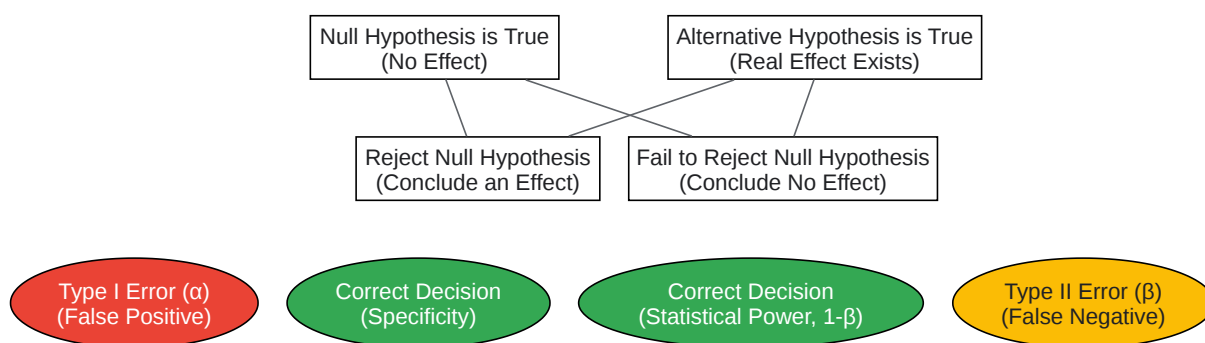 Null Hypothesis is True
(No Effect)
Alternative Hypothesis is True
(Real Effect Exists)
Reject Null Hypothesis
(Conclude an Effect)
Fail to Reject Null Hypothesis
(Conclude No Effect)
Type I Error (α)
(False Positive)
Correct Decision
(Specificity)
Correct Decision
(Statistical Power, 1-β)
Type II Error (β)
(False Negative)